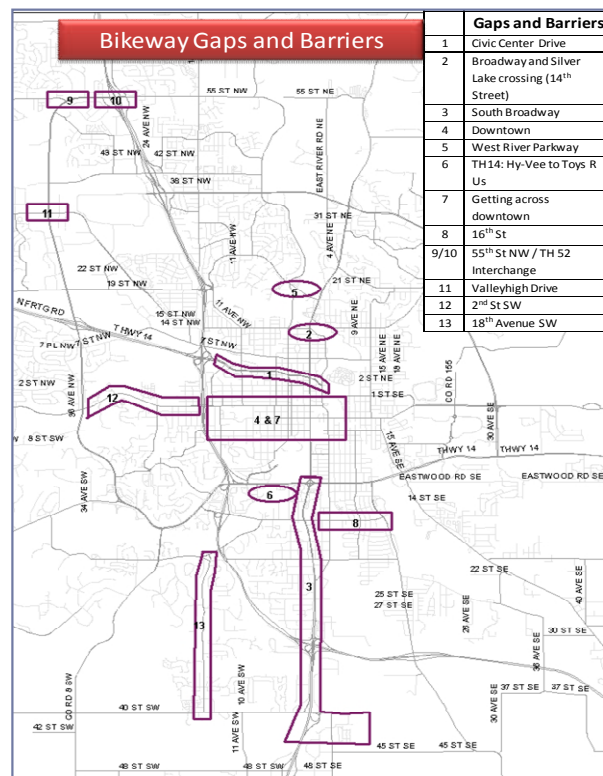 Bikeway Gaps and Barriers
Gaps and Barriers
1 Civic Center Drive
2 Broadway and Silver
Lake crossing (14th
Street)
3 South Broadway
4 Downtown
5 West River Parkway
6 TH14: Hy-Vee to Toys R
Us
7 Getting across
downtown
8 16th St
9/10 55th St NW / TH 52
Interchange
11 Valleyhigh Drive
12 2nd St SW
13 18th Avenue SW
55 ST NW
55 ST NE
9
10
24 AVE NW
EAST RIVER RD NE
43 ST NW
42 ST NW
38 ST NW
11
31 ST NE
4 AVE NE
11 AVE NW
22 ST NW
19 ST NW
21 ST NE
5
11 AVE NW
9 AVE NE
NFRTGRD
THWY 14
15 ST NW
14 ST NW
2
7 PL NW
7 ST NW
7 ST NW
15 AVE NE
18 AVE NE
1
2 ST NE
1 ST SE
CO RD 155
2 ST NW
36 AVE NW
12
4 & 7
30 AVE SE
8 ST SW
15 AVE SE
THWY 14
THWY 14
34 AVE SW
EASTWOOD RD SE
EASTWOOD RD SE
6
14 ST SE
8
22 ST SE
3
25 ST SE
27 ST SE
40 AVE SE
13
30 ST SE
36 AVE SE
CO RD 8 SW
10 AVE SW
37 ST SE
37 ST SE
40 ST SW
30 AVE SE
42 ST SW
11 AVE SW
45 ST SE
45 ST SE
48 ST SW
48 ST SW
48 ST SE